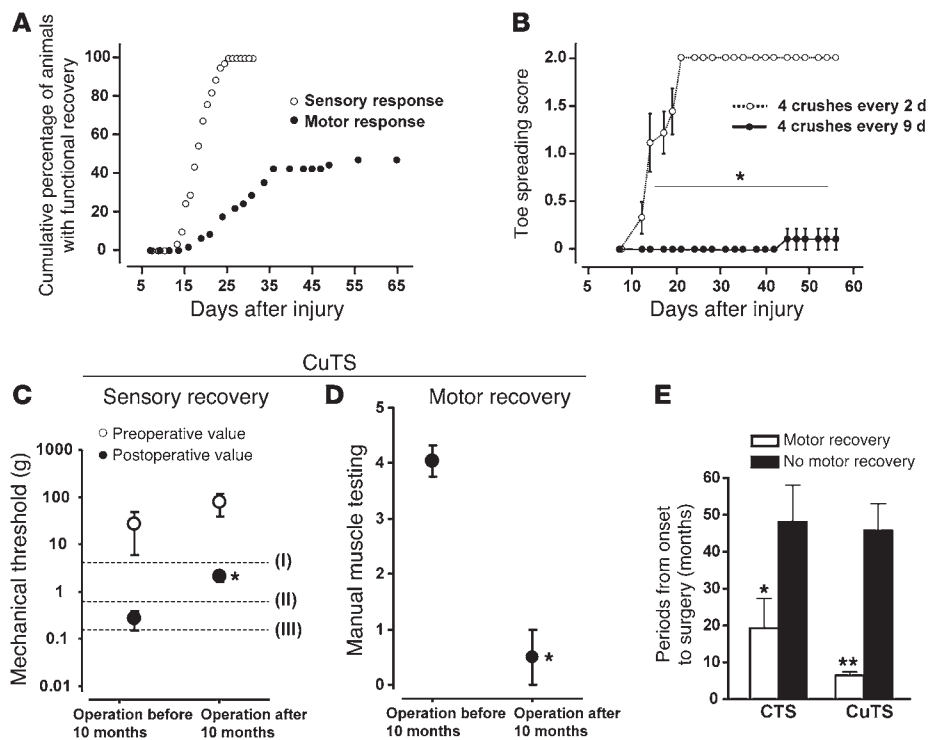 A
Cumulative percentage of animals
with functional recovery
100
80
60
40
20
0
Sensory response
Motor response
5
15
25
35
45
55
65
Days after injury
B
Toe spreading score
2.0
1.5
1.0
0.5
0
4 crushes every 2 d
4 crushes every 9 d
*
5
10
20
30
40
50
60
Days after injury
CuTS
C
Sensory recovery
Preoperative value
Postoperative value
Mechanical threshold (g)
1000
100
10
1
0.1
0.01
(I)
*
(II)
(III)
Operation before
10 months
Operation after
10 months
D
Motor recovery
Manual muscle testing
5
4
3
2
1
0
*
Operation before
10 months
Operation after
10 months
E
Motor recovery
No motor recovery
Periods from onset
to surgery (months)
60
50
40
30
20
10
0
*
**
CTS
CuTS